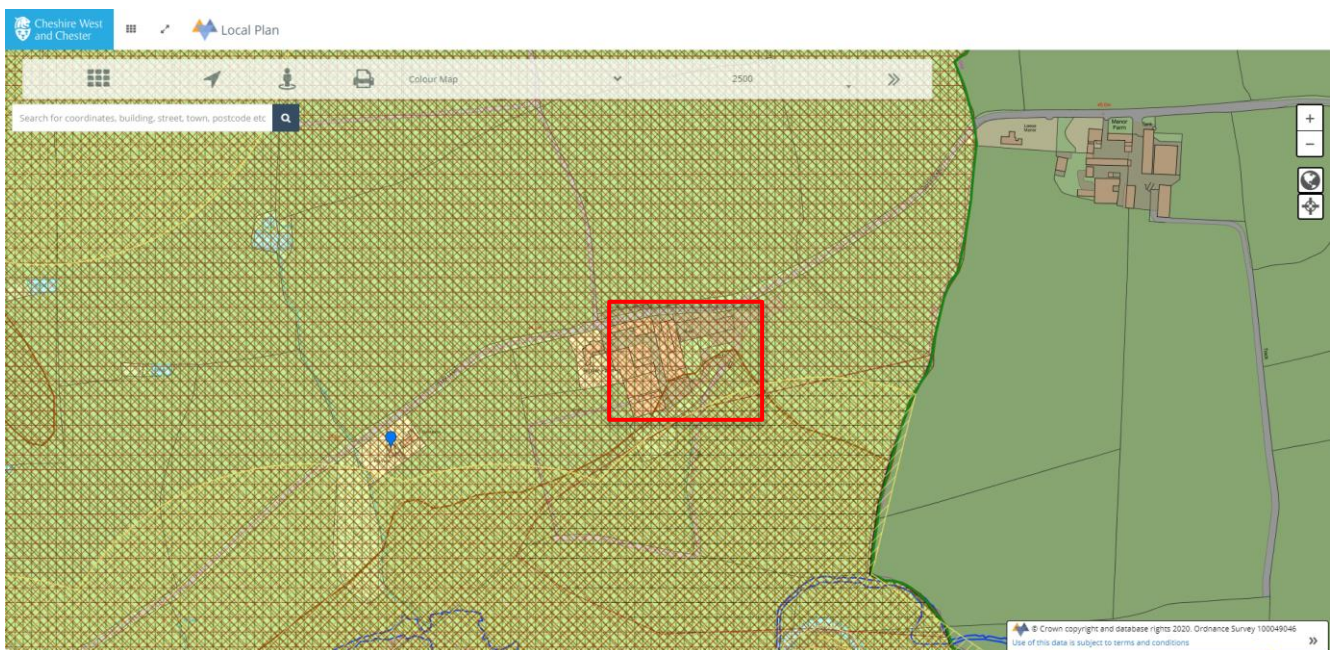 Cheshire West
and Chester
Local Plan
Colour Map
2500
Search for coordinates, building, street, town, postcode etc
Manor
Farm
Track
© Crown copyright and database rights 2020. Ordnance Survey 100049046
Use of this data is subject to terms and conditions